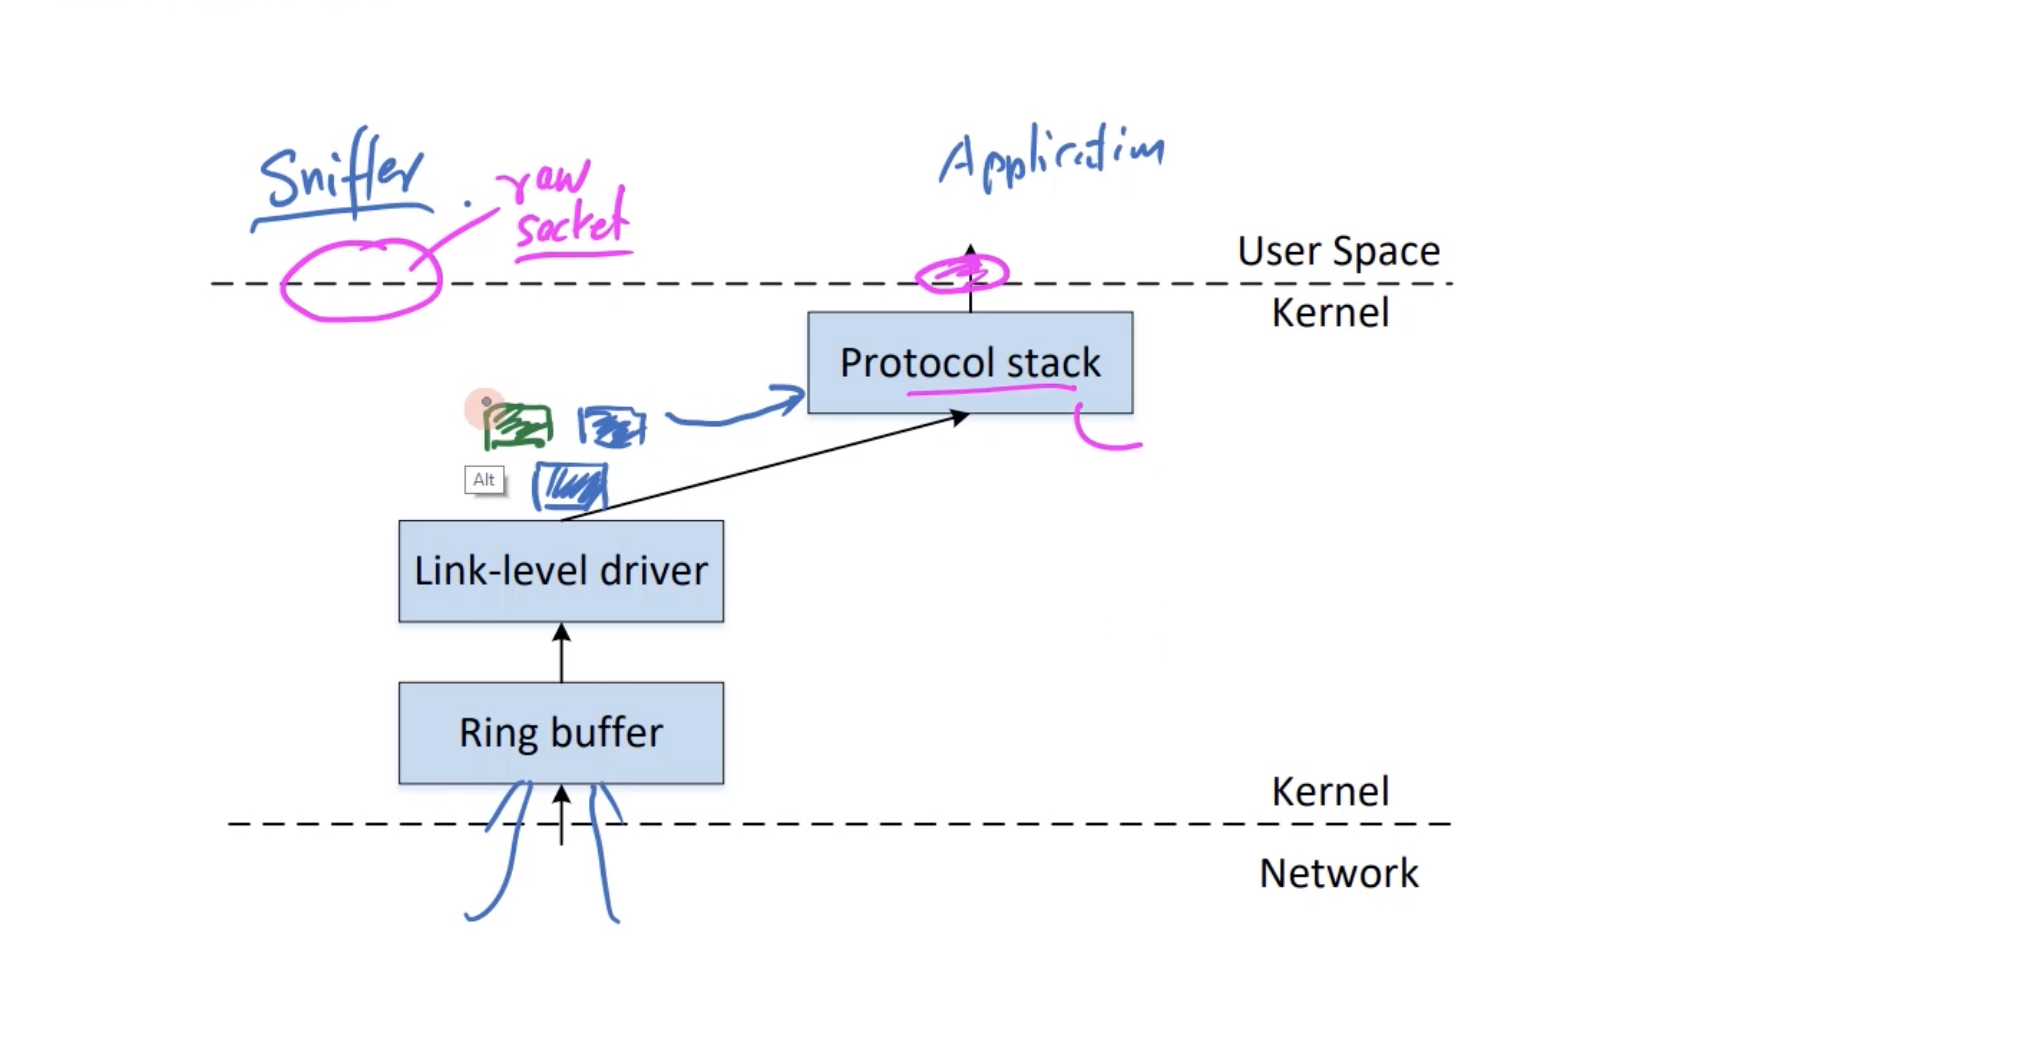 Sniffer
raw
socket
Application
User Space
Kernel
Protocol stack
Alt
Link-level driver
Ring buffer
Kernel
Network